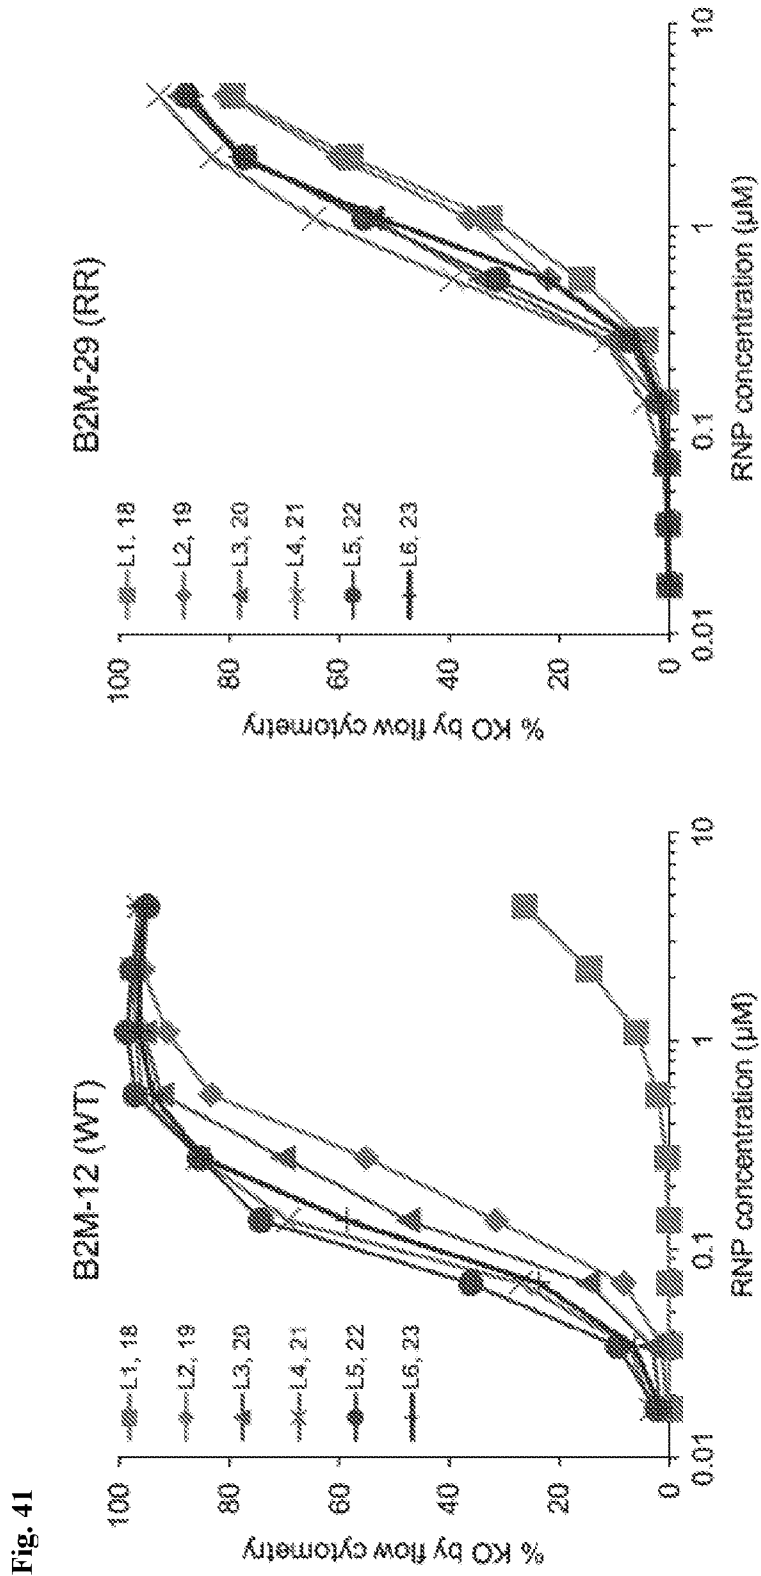 Fig. 41
B2M-12 (WT)
% KO by flow cytometry
100
80
60
40
20
0
L1, 18
L2, 19
L3, 20
L4, 21
L5, 22
L6, 23
0.01
0.1
1
10
RNP concentration (µM)
B2M-29 (RR)
% KO by flow cytometry
100
80
60
40
20
0
L1, 18
L2, 19
L3, 20
L4, 21
L5, 22
L6, 23
0.01
0.1
1
10
RNP concentration (µM)